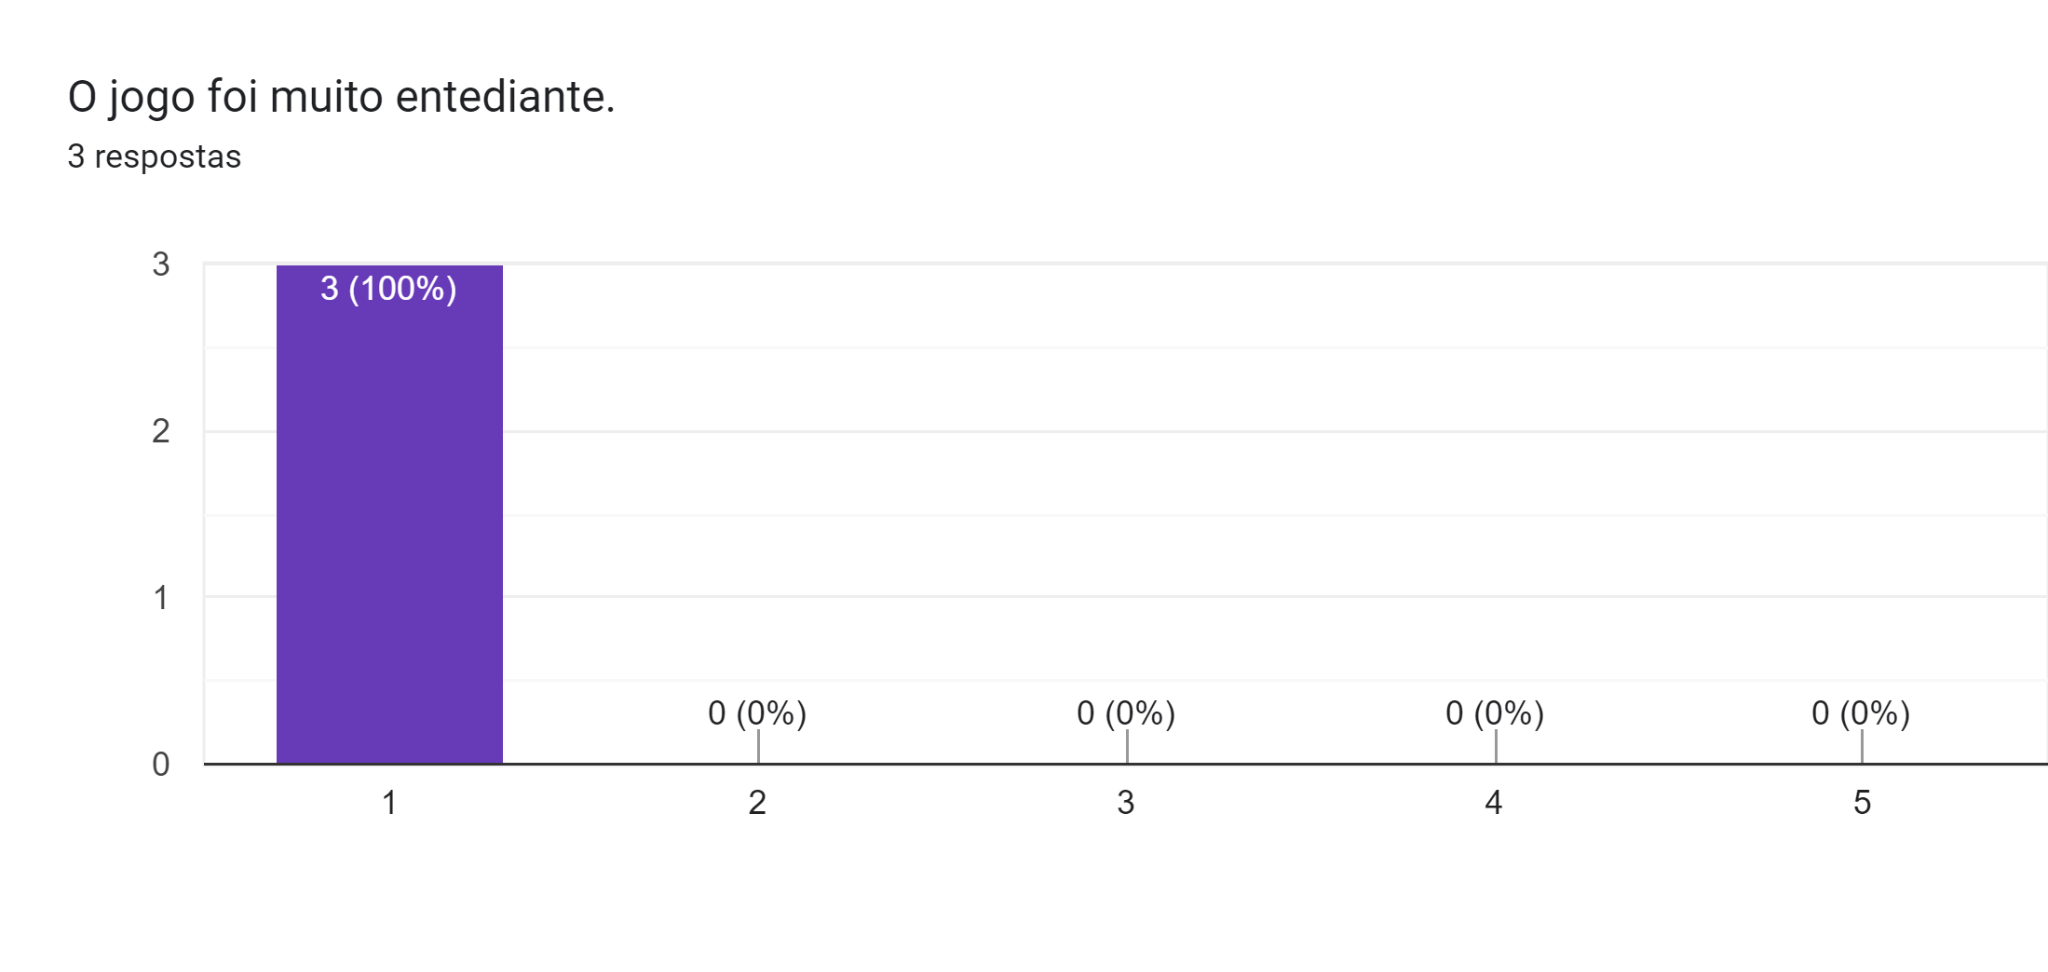 O jogo foi muito entediante.
3 respostas
3
3 (100%)
2
1
0 (0%) 0 (0%) 0 (0%) 0 (0%)
0
1 2 3 4 5